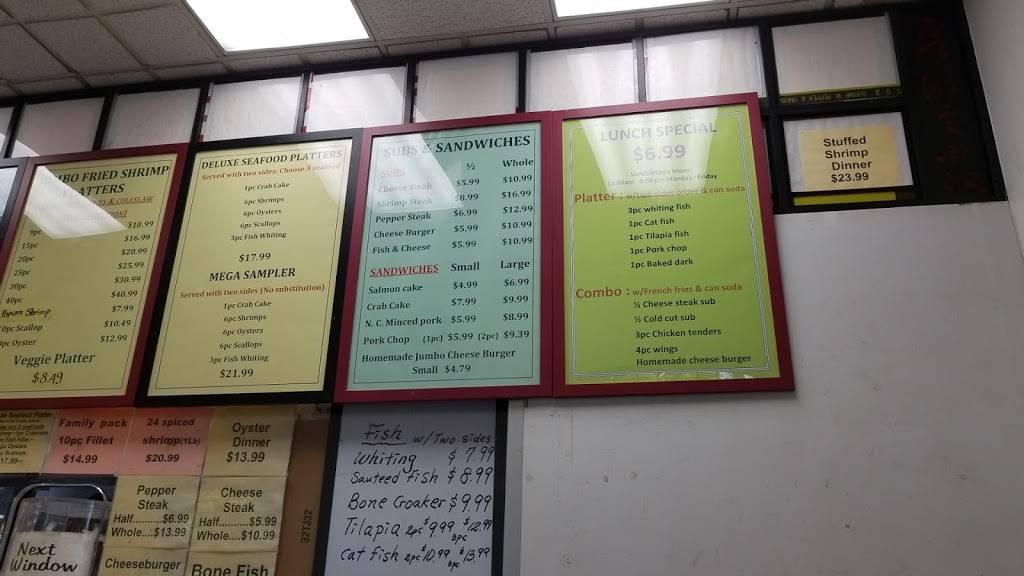 BO FRIED SHRIMP
ATTERS
& COLESLAW
9pc $10.99
15pc $16.99
20pc $20.99
25pc $25.99
30pc $30.99
40pc $40.99
Popcorn Shrimp $7.99
0pc Scallop $10.49
pc Oyster $12.99
Veggie Platter
$8.49
DELUXE SEAFOOD PLATTERS
Served with two sides: Choose 3 seafood
1pc Crab Cake
6pc Shrimps
6pc Oysters
6pc Scallops
3pc Fish Whiting
$17.99
MEGA SAMPLER
Served with two sides (No substitution)
1pc Crab Cake
6pc Shrimps
6pc Oysters
6pc Scallops
3pc Fish Whiting
$21.99
SUBS & SANDWICHES
SUBS ½ Whole
Cheese Steak $5.99 $10.99
Shrimp Steak $8.99 $16.99
Pepper Steak $6.99 $12.99
Cheese Burger $5.99 $10.99
Fish & Cheese $5.99 $10.99
SANDWICHES Small Large
Salmon cake $4.99 $6.99
Crab Cake $7.99 $9.99
N. C. Minced pork $5.99 $8.99
Pork Chop (1pc) $5.99 (2pc) $9.39
Homemade Jumbo Cheese Burger
Small $4.79
LUNCH SPECIAL
$6.99
Monday - Friday
Platter : w/two sides order & can soda
3pc whiting fish
1pc Cat fish
1pc Tilapia fish
1pc Pork chop
1pc Baked dark
Combo : w/French fries & can soda
½ Cheese steak sub
½ Cold cut sub
3pc Chicken tenders
4pc wings
Homemade cheese burger
Stuffed
Shrimp
Dinner
$23.99
Family pack
10pc Fillet
$14.99
24 spiced
shrimp(1Lb)
$20.99
Oyster
Dinner
$13.99
Pepper
Steak
Half.........$6.99
Whole....$13.99
Cheese
Steak
Half.........$5.99
Whole....$10.99
Cheeseburger
Bone Fish
Next
Window
32TJ32
Fish w/Two sides
Whiting $7.99
Sauteed fish $8.99
Bone Croaker $9.99
Tilapia 2pc $9.99 3pc $12.99
Cat fish 2pc $10.99 3pc $13.99